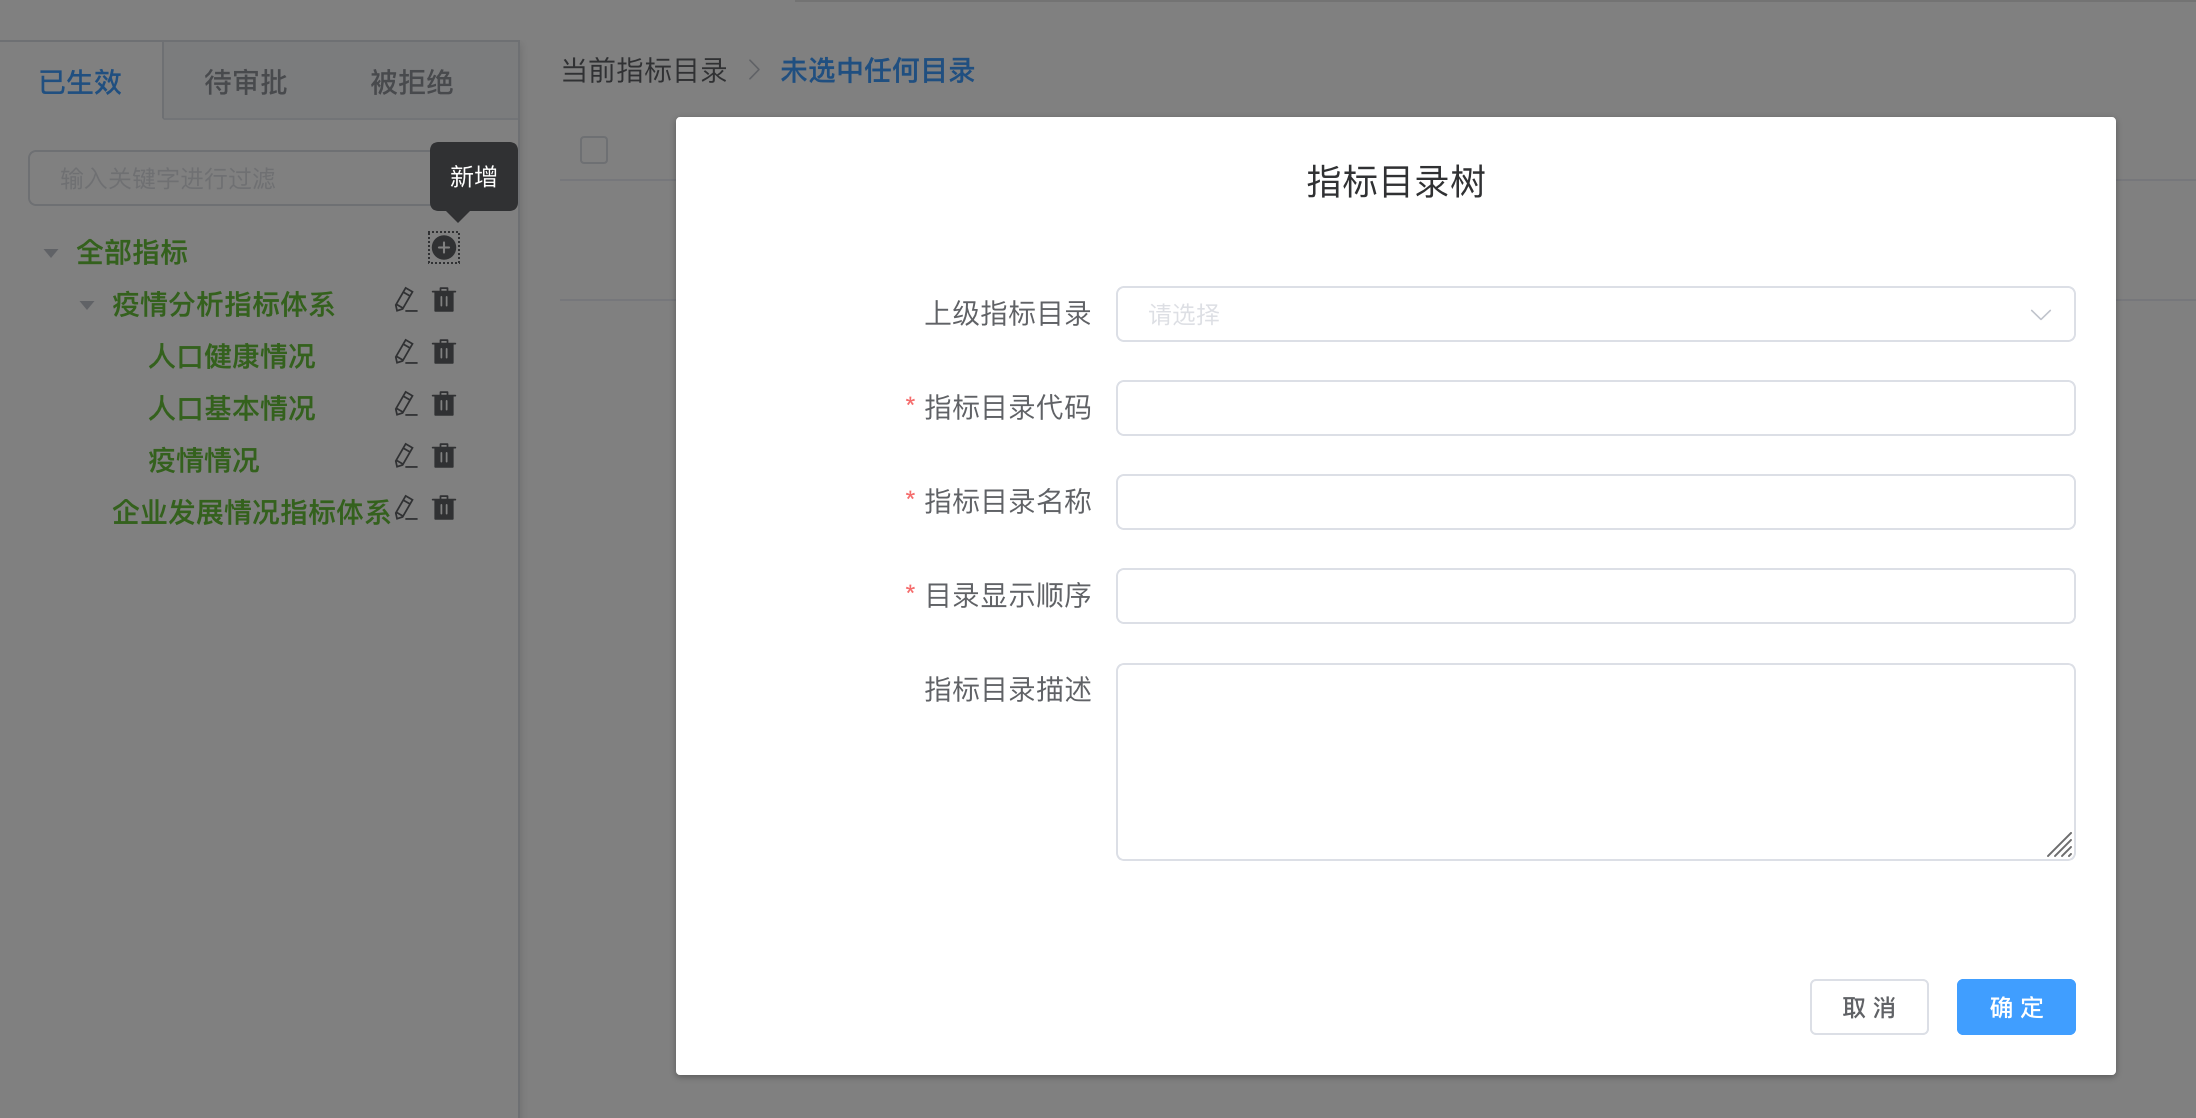 已生效
待审批
被拒绝
当前指标目录
未选中任何目录
输入关键字进行过滤
新增
全部指标
疫情分析指标体系
人口健康情况
人口基本情况
疫情情况
企业发展情况指标体系
指标目录树
上级指标目录
请选择
* 指标目录代码
* 指标目录名称
* 目录显示顺序
指标目录描述
取消
确定